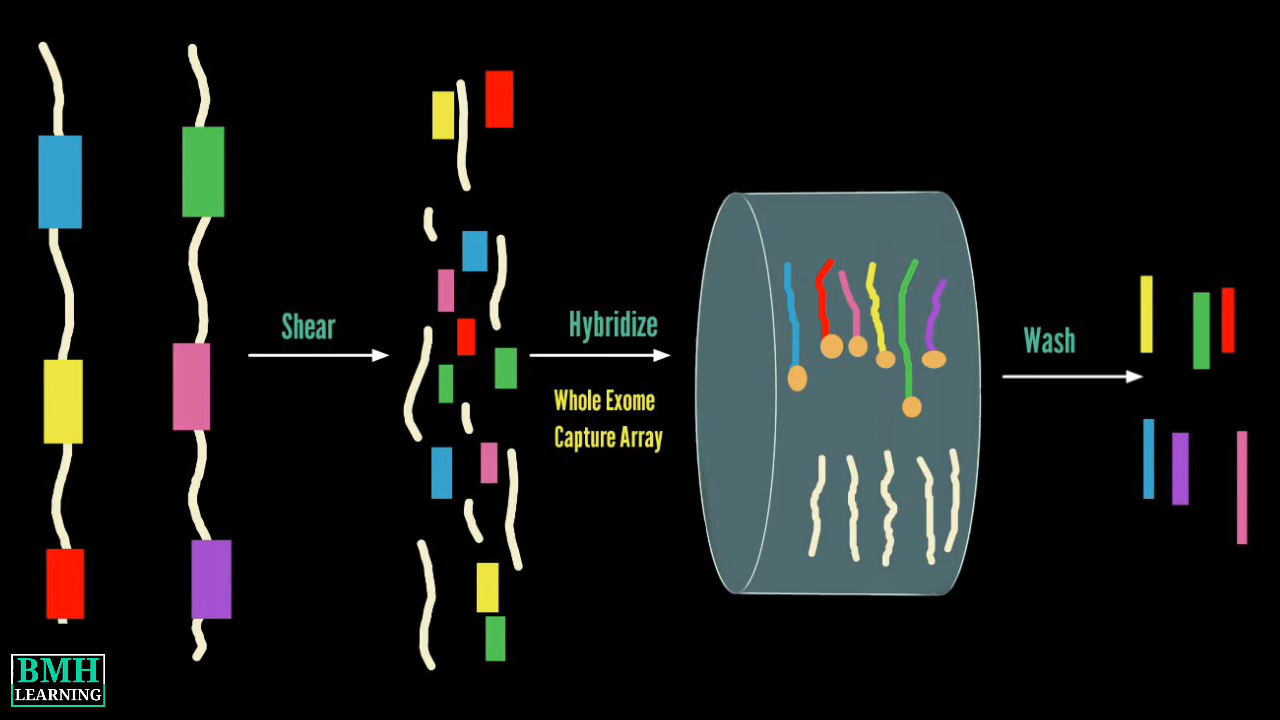 Shear
Hybridize
Whole Exome
Capture Array
Wash
BMH
LEARNING